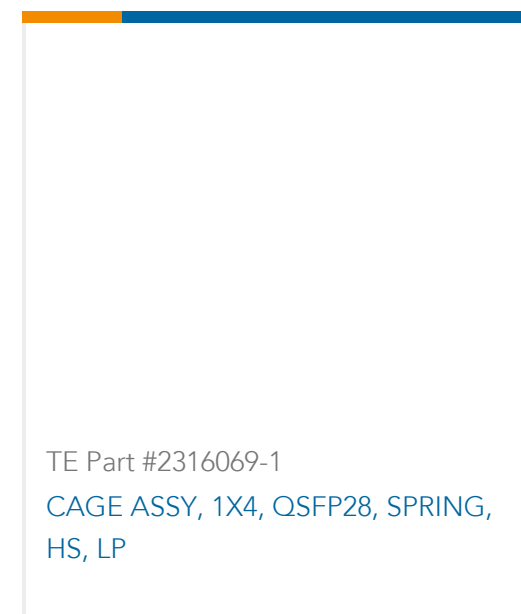 TE Part #2316069-1
CAGE ASSY, 1X4, QSFP28, SPRING,
HS, LP